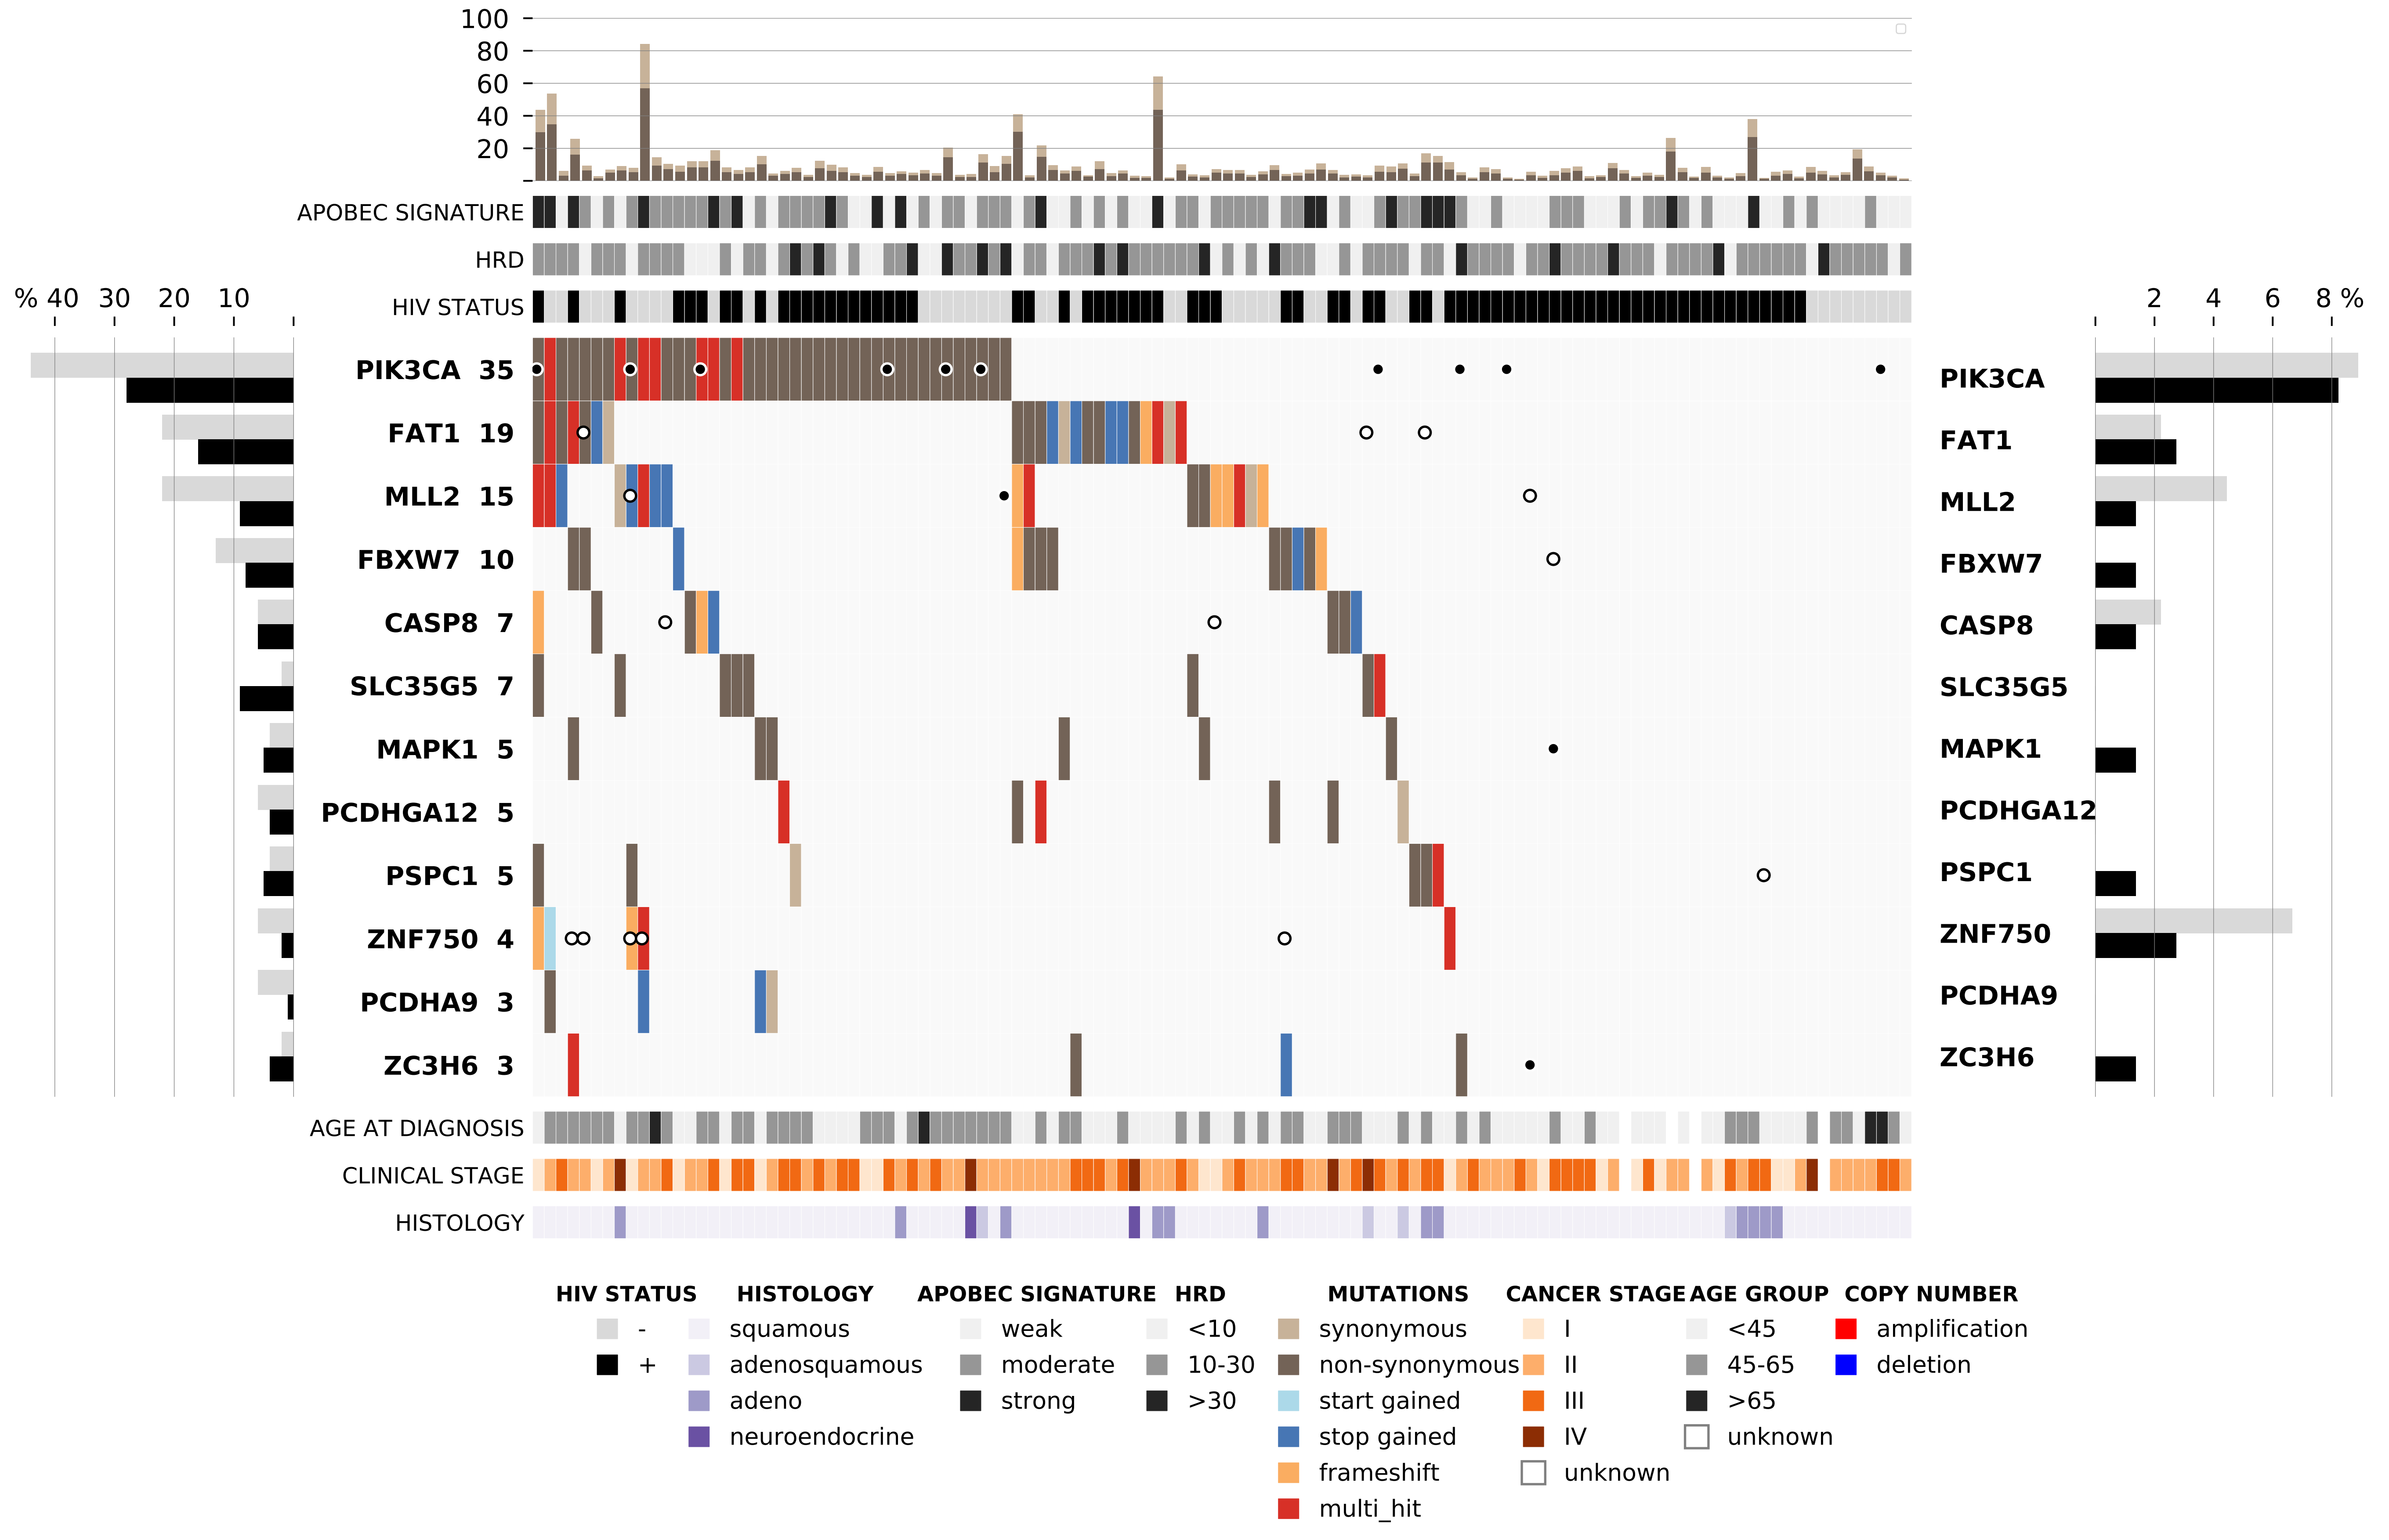 100
80
60
40
20
APOBEC SIGNATURE
HRD
HIV STATUS
% 40 30 20 10
2 4 6 8 %
PIK3CA 35 PIK3CA
FAT1 19 FAT1
MLL2 15 MLL2
FBXW7 10 FBXW7
CASP8 7 CASP8
SLC35G5 7 SLC35G5
MAPK1 5 MAPK1
PCDHGA12 5 PCDHGA12
PSPC1 5 PSPC1
ZNF750 4 ZNF750
PCDHA9 3 PCDHA9
ZC3H6 3 ZC3H6
AGE AT DIAGNOSIS
CLINICAL STAGE
HISTOLOGY
HIV STATUS HISTOLOGY APOBEC SIGNATURE HRD MUTATIONS CANCER STAGE AGE GROUP COPY NUMBER
- squamous weak <10 synonymous I <45 amplification
+ adenosquamous moderate 10-30 non-synonymous II 45-65 deletion
adeno strong >30 start gained III >65
neuroendocrine stop gained IV unknown
frameshift unknown
multi_hit